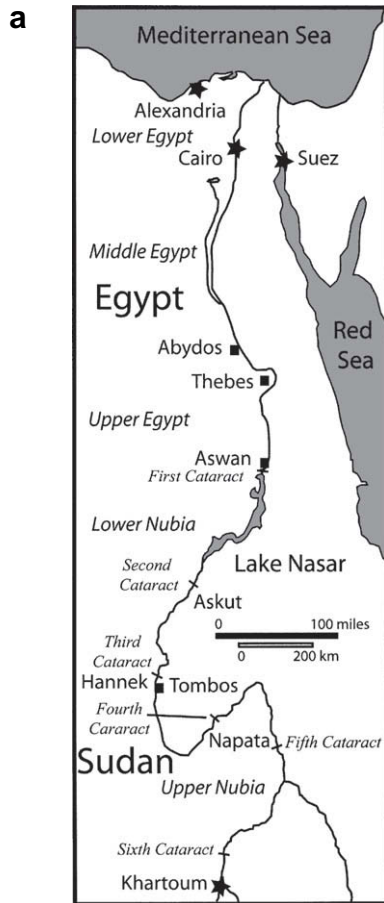 a
Mediterranean Sea
Alexandria
Lower Egypt
Cairo
Suez
Middle Egypt
Egypt
Red
Sea
Abydos
Thebes
Upper Egypt
Aswan
First Cataract
Lower Nubia
Lake Nasar
Second
Cataract
Askut
0 100 miles
0 200 km
Third
Cataract
Hannek
Tombos
Fourth
Cararact
Napata
Fifth Cataract
Sudan
Upper Nubia
Sixth Cataract
Khartoum